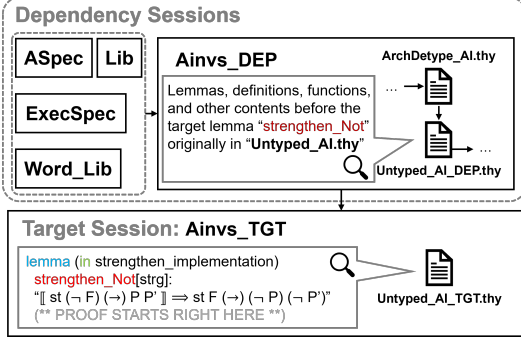 Dependency Sessions
ASpec
Lib
ExecSpec
Word_Lib
Ainvs_DEP
Lemmas, definitions, functions,
and other contents before the
target lemma “strengthen_Not”
originally in “Untyped_AI.thy”
ArchDetype_AI.thy
...
...
Untyped_AI_DEP.thy
Target Session: Ainvs_TGT
lemma (in strengthen_implementation)
strengthen_Not[strg]:
“⟦ st (¬ F) (→) P P’ ⟧ ⟹ st F (→) (¬ P) (¬ P’)”
(** PROOF STARTS RIGHT HERE **)
Untyped_AI_TGT.thy